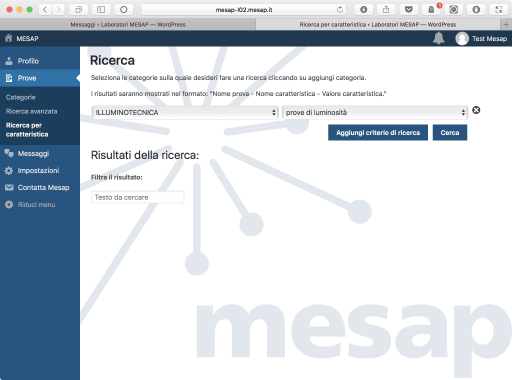 mesap-l02.mesap.it
Messaggi ‹ Laboratori MESAP — WordPress
Ricerca per caratteristica ‹ Laboratori MESAP — WordPress
MESAP
Test Mesap
Profilo
Prove
Categorie
Ricerca avanzata
Ricerca per
caratteristica
Messaggi
Impostazioni
Contatta Mesap
Riduci menu
Ricerca
Seleziona le categorie sulla quale desideri fare una ricerca cliccando su aggiungi categoria.
I risultati saranno mostrati nel formato: "Nome prova - Nome caratteristica - Valore caratteristica."
ILLUMINOTECNICA
prove di luminosità
Aggiungi criterio di ricerca
Cerca
Risultati della ricerca:
Filtra il risultato:
Testo da cercare
mesap